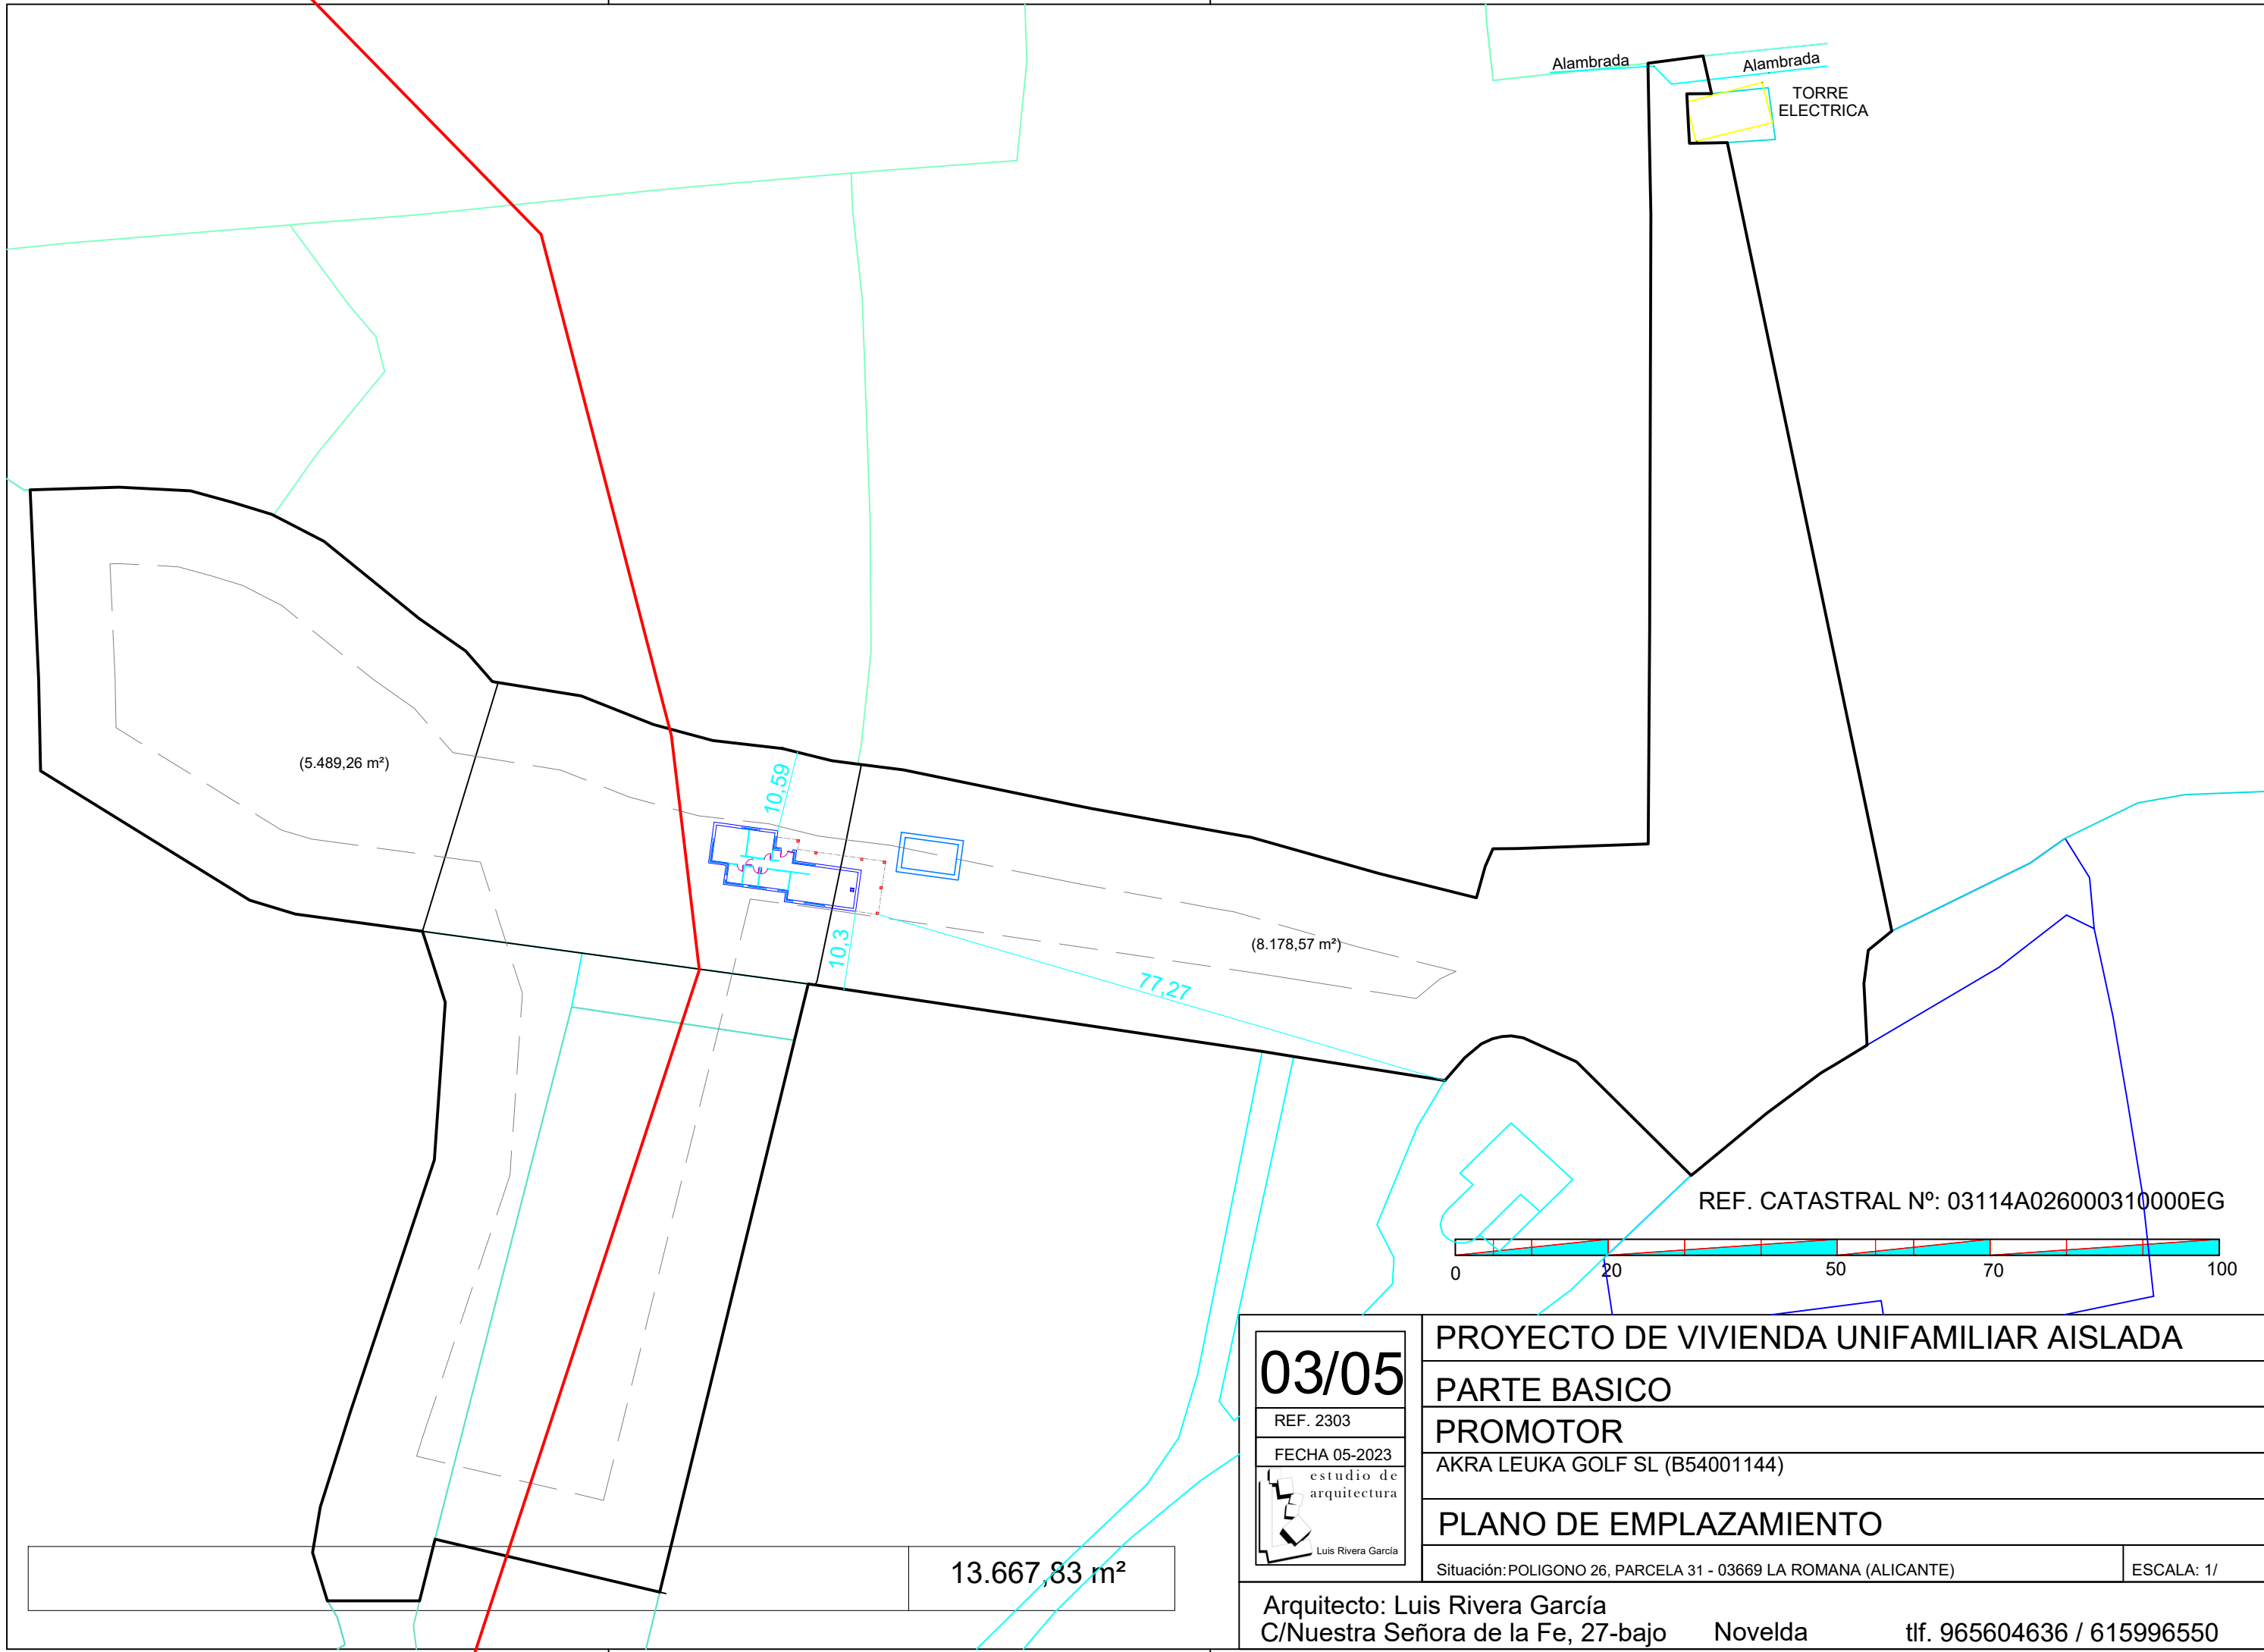 Alambrada
Alambrada
TORRE
ELECTRICA
(5.489,26 m²)
10,59
10,3
77,27
(8.178,57 m²)
REF. CATASTRAL Nº: 03114A026000310000EG
0 20 50 70 100
13.667,83 m²
03/05
REF. 2303
FECHA 05-2023
estudio de
arquitectura
Luis Rivera García
PROYECTO DE VIVIENDA UNIFAMILIAR AISLADA
PARTE BASICO
PROMOTOR
AKRA LEUKA GOLF SL (B54001144)
PLANO DE EMPLAZAMIENTO
Situación: POLIGONO 26, PARCELA 31 - 03669 LA ROMANA (ALICANTE) ESCALA: 1/
Arquitecto: Luis Rivera García
C/Nuestra Señora de la Fe, 27-bajo Novelda tlf. 965604636 / 615996550